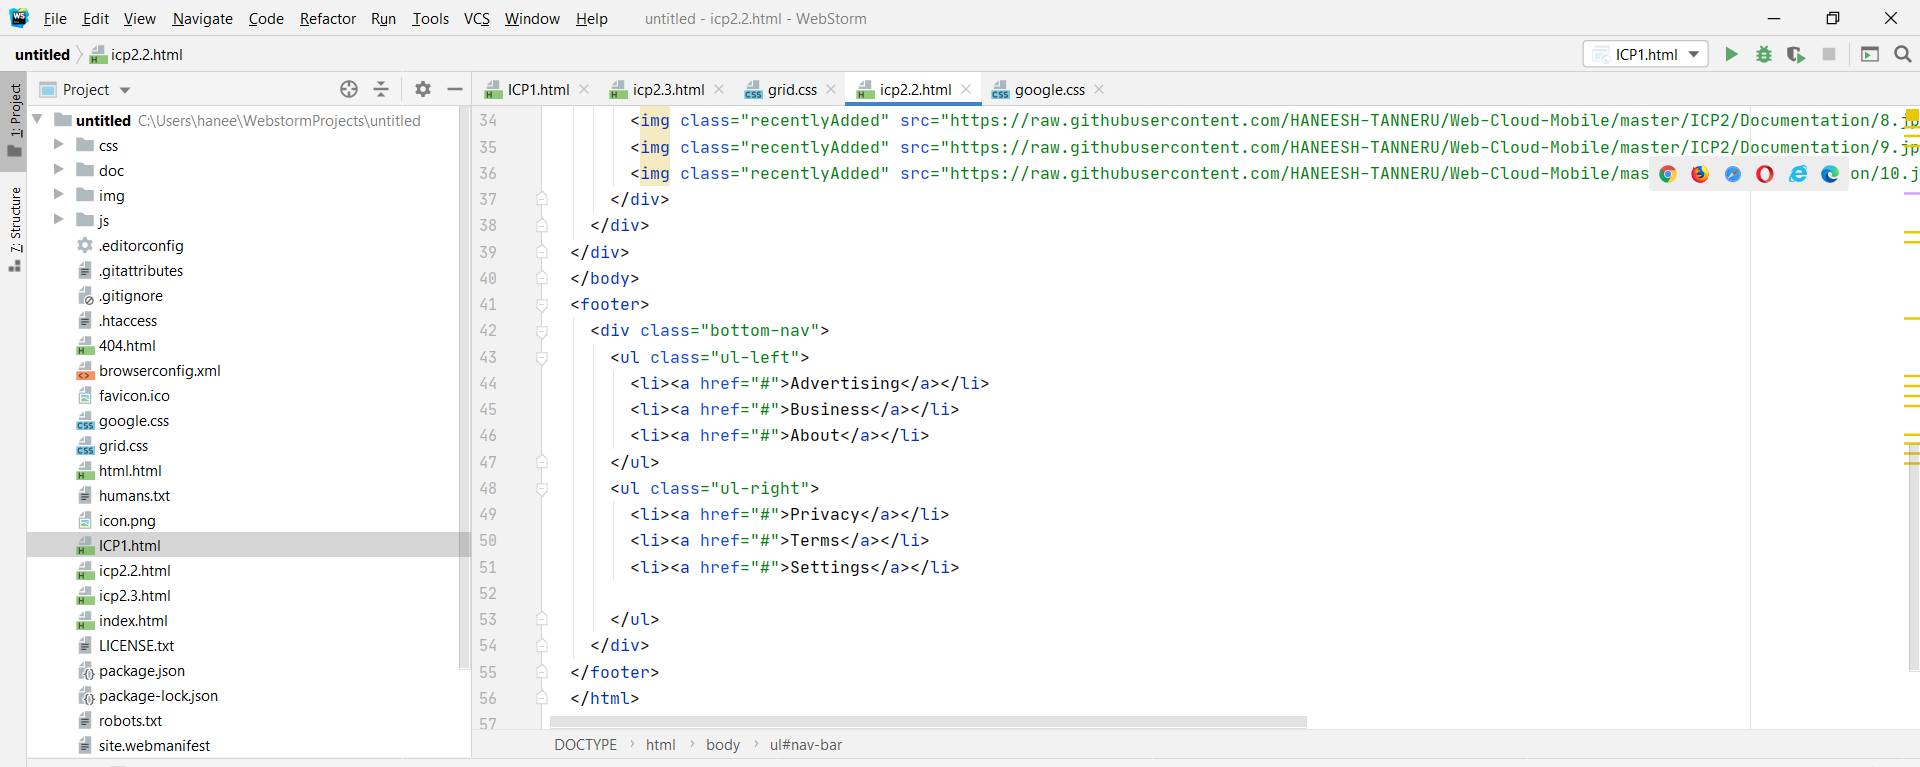 WS File Edit View Navigate Code Refactor Run Tools VCS Window Help untitled - icp2.2.html - WebStorm
untitled icp2.2.html ICP1.html
1: Project
7: Structure
Project
untitled C:\Users\hanee\WebstormProjects\untitled
css
doc
img
js
.editorconfig
.gitattributes
.gitignore
.htaccess
404.html
browserconfig.xml
favicon.ico
google.css
grid.css
html.html
humans.txt
icon.png
ICP1.html
icp2.2.html
icp2.3.html
index.html
LICENSE.txt
package.json
package-lock.json
robots.txt
site.webmanifest
ICP1.html icp2.3.html grid.css icp2.2.html google.css
34 <img class="recentlyAdded" src="https://raw.githubusercontent.com/HANEESH-TANNERU/Web-Cloud-Mobile/master/ICP2/Documentation/8.jp
35 <img class="recentlyAdded" src="https://raw.githubusercontent.com/HANEESH-TANNERU/Web-Cloud-Mobile/master/ICP2/Documentation/9.jp
36 <img class="recentlyAdded" src="https://raw.githubusercontent.com/HANEESH-TANNERU/Web-Cloud-Mobile/mas on/10.j
37 </div>
38 </div>
39 </div>
40 </body>
41 <footer>
42 <div class="bottom-nav">
43 <ul class="ul-left">
44 <li><a href="#">Advertising</a></li>
45 <li><a href="#">Business</a></li>
46 <li><a href="#">About</a></li>
47 </ul>
48 <ul class="ul-right">
49 <li><a href="#">Privacy</a></li>
50 <li><a href="#">Terms</a></li>
51 <li><a href="#">Settings</a></li>
52
53 </ul>
54 </div>
55 </footer>
56 </html>
57
DOCTYPE html body ul#nav-bar